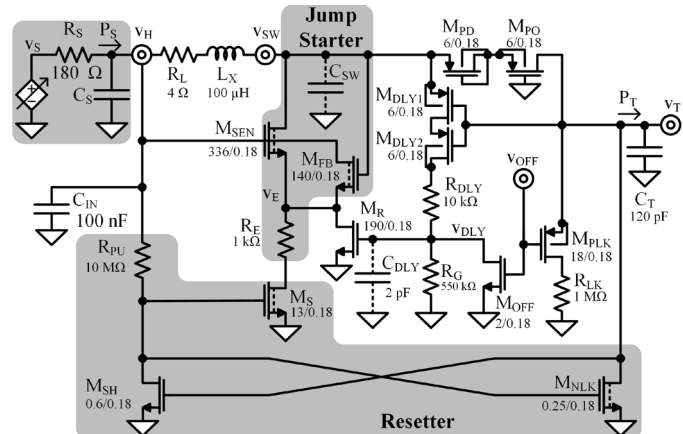 Jump
Starter
vS
RS
180 Ω
PS
CS
vH
RL
4 Ω
LX
100 μH
vSW
CSW
MPD
6/0.18
MPO
6/0.18
MDLY1
6/0.18
MDLY2
6/0.18
PT
vT
CT
120 pF
MSEN
336/0.18
MFB
140/0.18
vE
RE
1 kΩ
MR
190/0.18
CDLY
2 pF
RDLY
10 kΩ
vDLY
RG
550 kΩ
vOFF
MOFF
2/0.18
MPLK
18/0.18
RLK
1 MΩ
CIN
100 nF
RPU
10 MΩ
MS
13/0.18
MSH
0.6/0.18
MNLK
0.25/0.18
Resetter